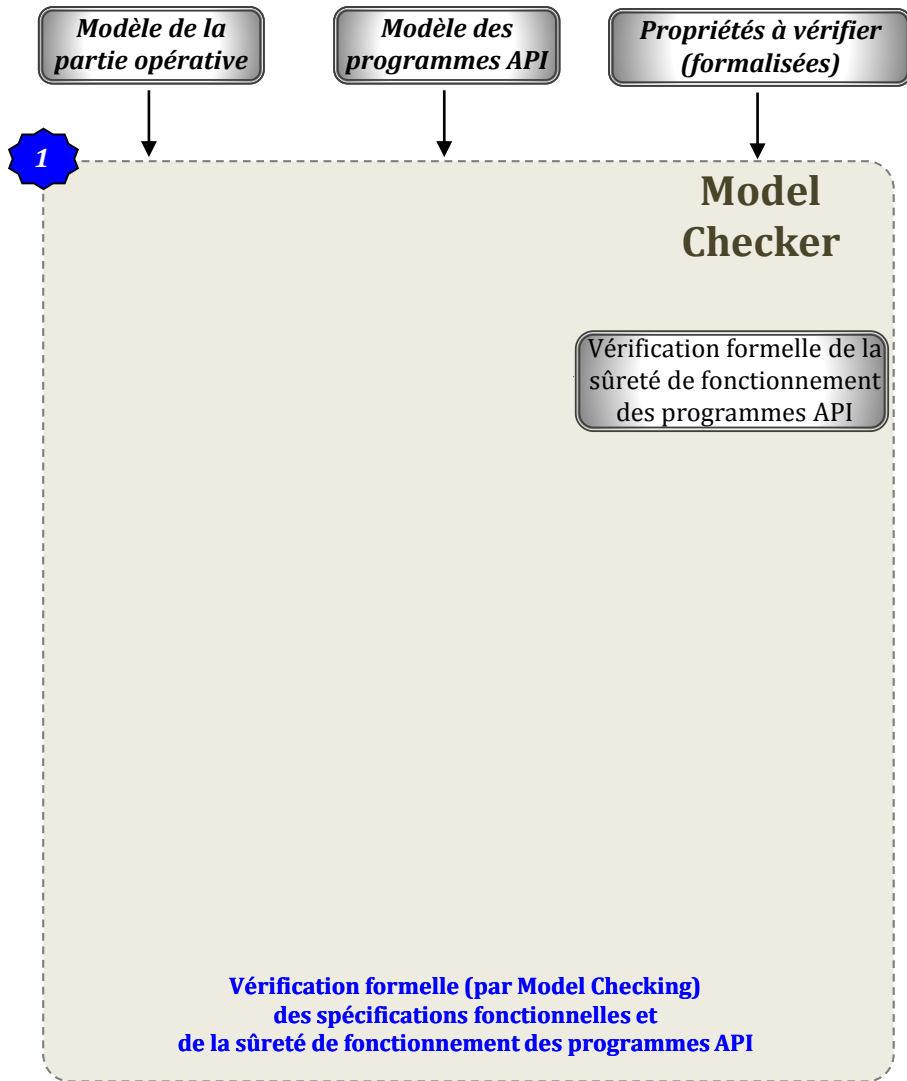 Modèle de la
partie opérative
Modèle des
programmes API
Propriétés à vérifier
(formalisées)
1
Model
Checker
Vérification formelle de la
sûreté de fonctionnement
des programmes API
Vérification formelle (par Model Checking)
des spécifications fonctionnelles et
de la sûreté de fonctionnement des programmes API